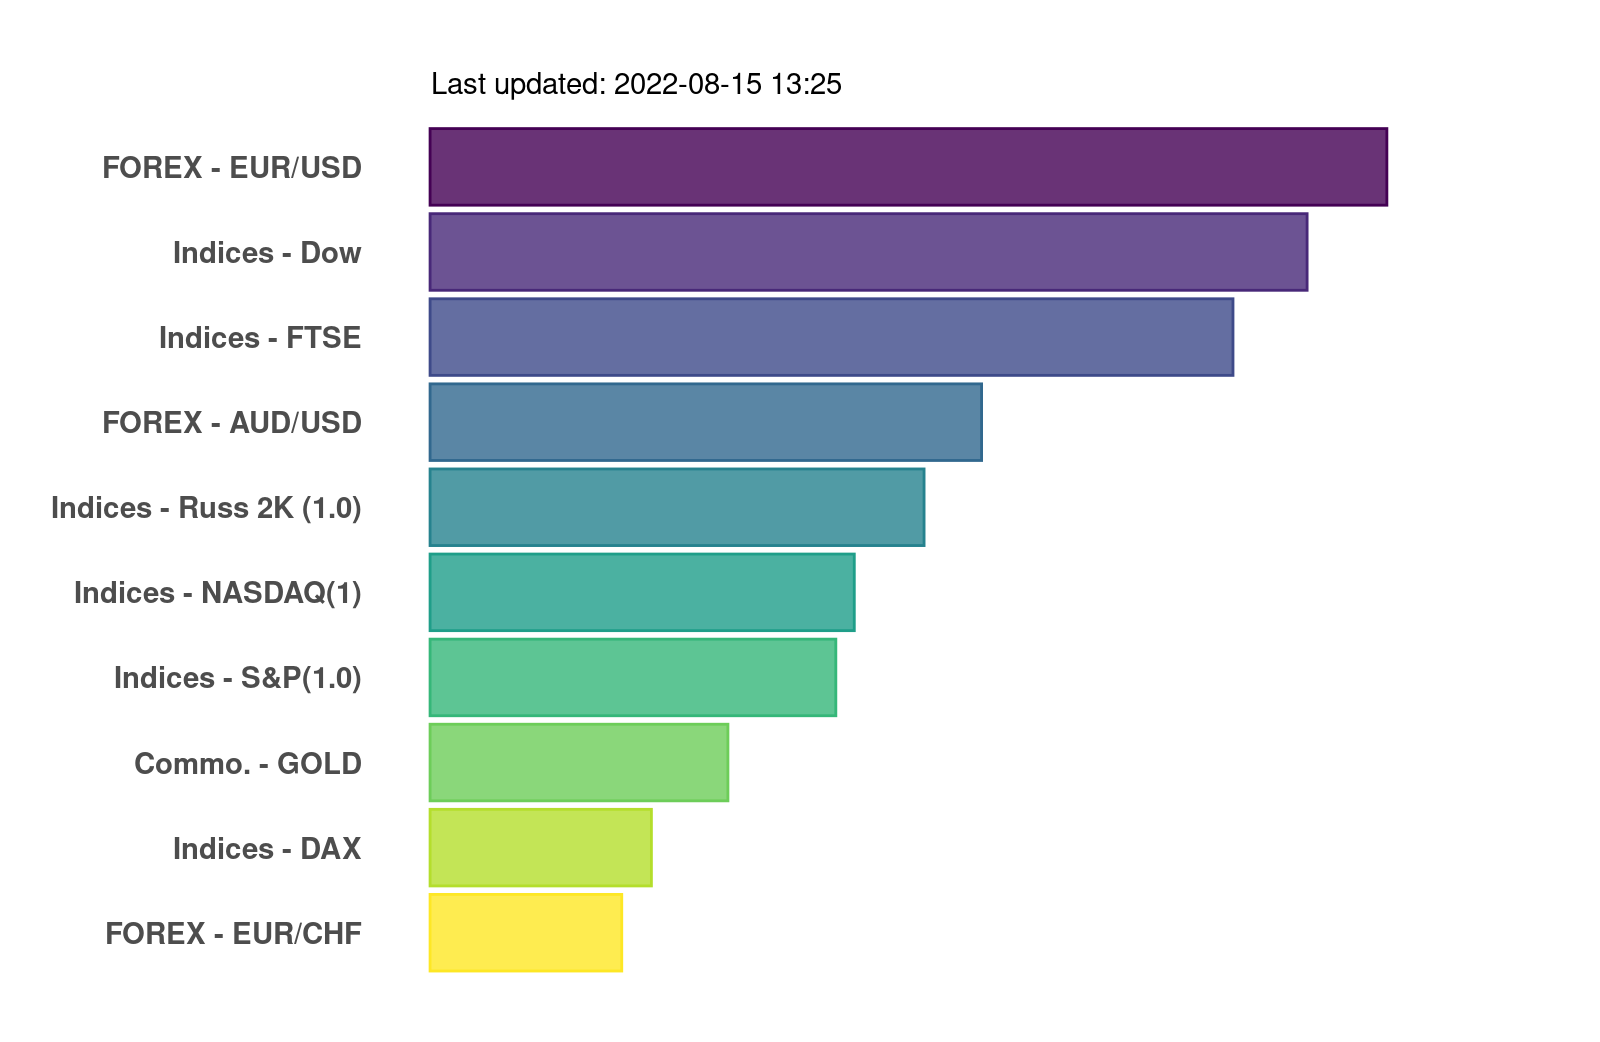 Last updated: 2022-08-15 13:25
FOREX - EUR/USD
Indices - Dow
Indices - FTSE
FOREX - AUD/USD
Indices - Russ 2K (1.0)
Indices - NASDAQ(1)
Indices - S&P(1.0)
Commo. - GOLD
Indices - DAX
FOREX - EUR/CHF